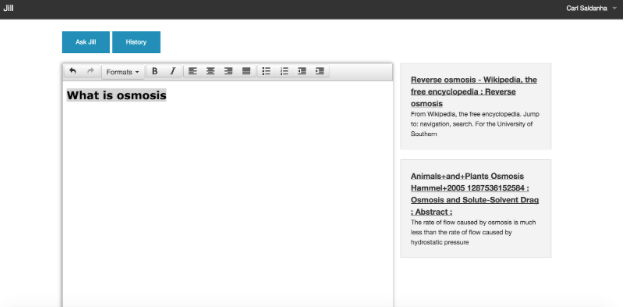 Jill
Carl Saldanha
Ask Jill
History
Formats
B
I
What is osmosis
Reverse osmosis - Wikipedia, the
free encyclopedia : Reverse
osmosis
From Wikipedia, the free encyclopedia. Jump
to: navigation, search. For the University of
Southern
Animals+and+Plants Osmosis
Hammel+2005 1287536152584 :
Osmosis and Solute-Solvent Drag
: Abstract :
The rate of flow caused by osmosis is much
less than the rate of flow caused by
hydrostatic pressure